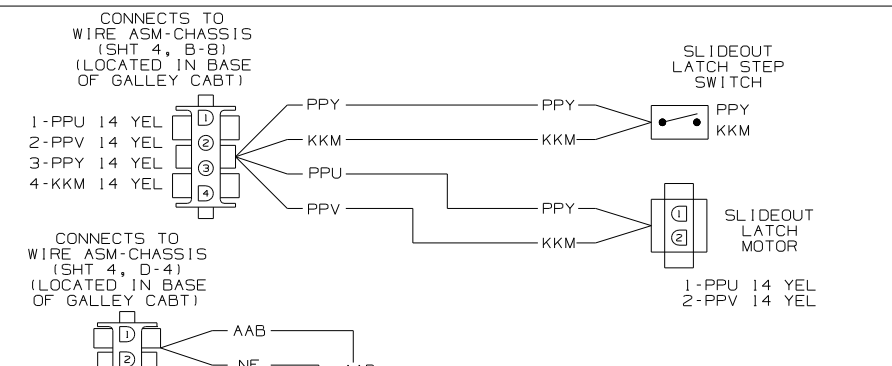 CONNECTS TO
WIRE ASM-CHASSIS
(SHT 4, B-8)
(LOCATED IN BASE
OF GALLEY CABT)
1-PPU 14 YEL
2-PPV 14 YEL
3-PPY 14 YEL
4-KKM 14 YEL
1
2
3
4
PPY
KKM
PPU
PPV
PPY
KKM
PPY
KKM
SLIDEOUT
LATCH STEP
SWITCH
PPY
KKM
1
2
SLIDEOUT
LATCH
MOTOR
1-PPU 14 YEL
2-PPV 14 YEL
CONNECTS TO
WIRE ASM-CHASSIS
(SHT 4, D-4)
(LOCATED IN BASE
OF GALLEY CABT)
1
2
AAB